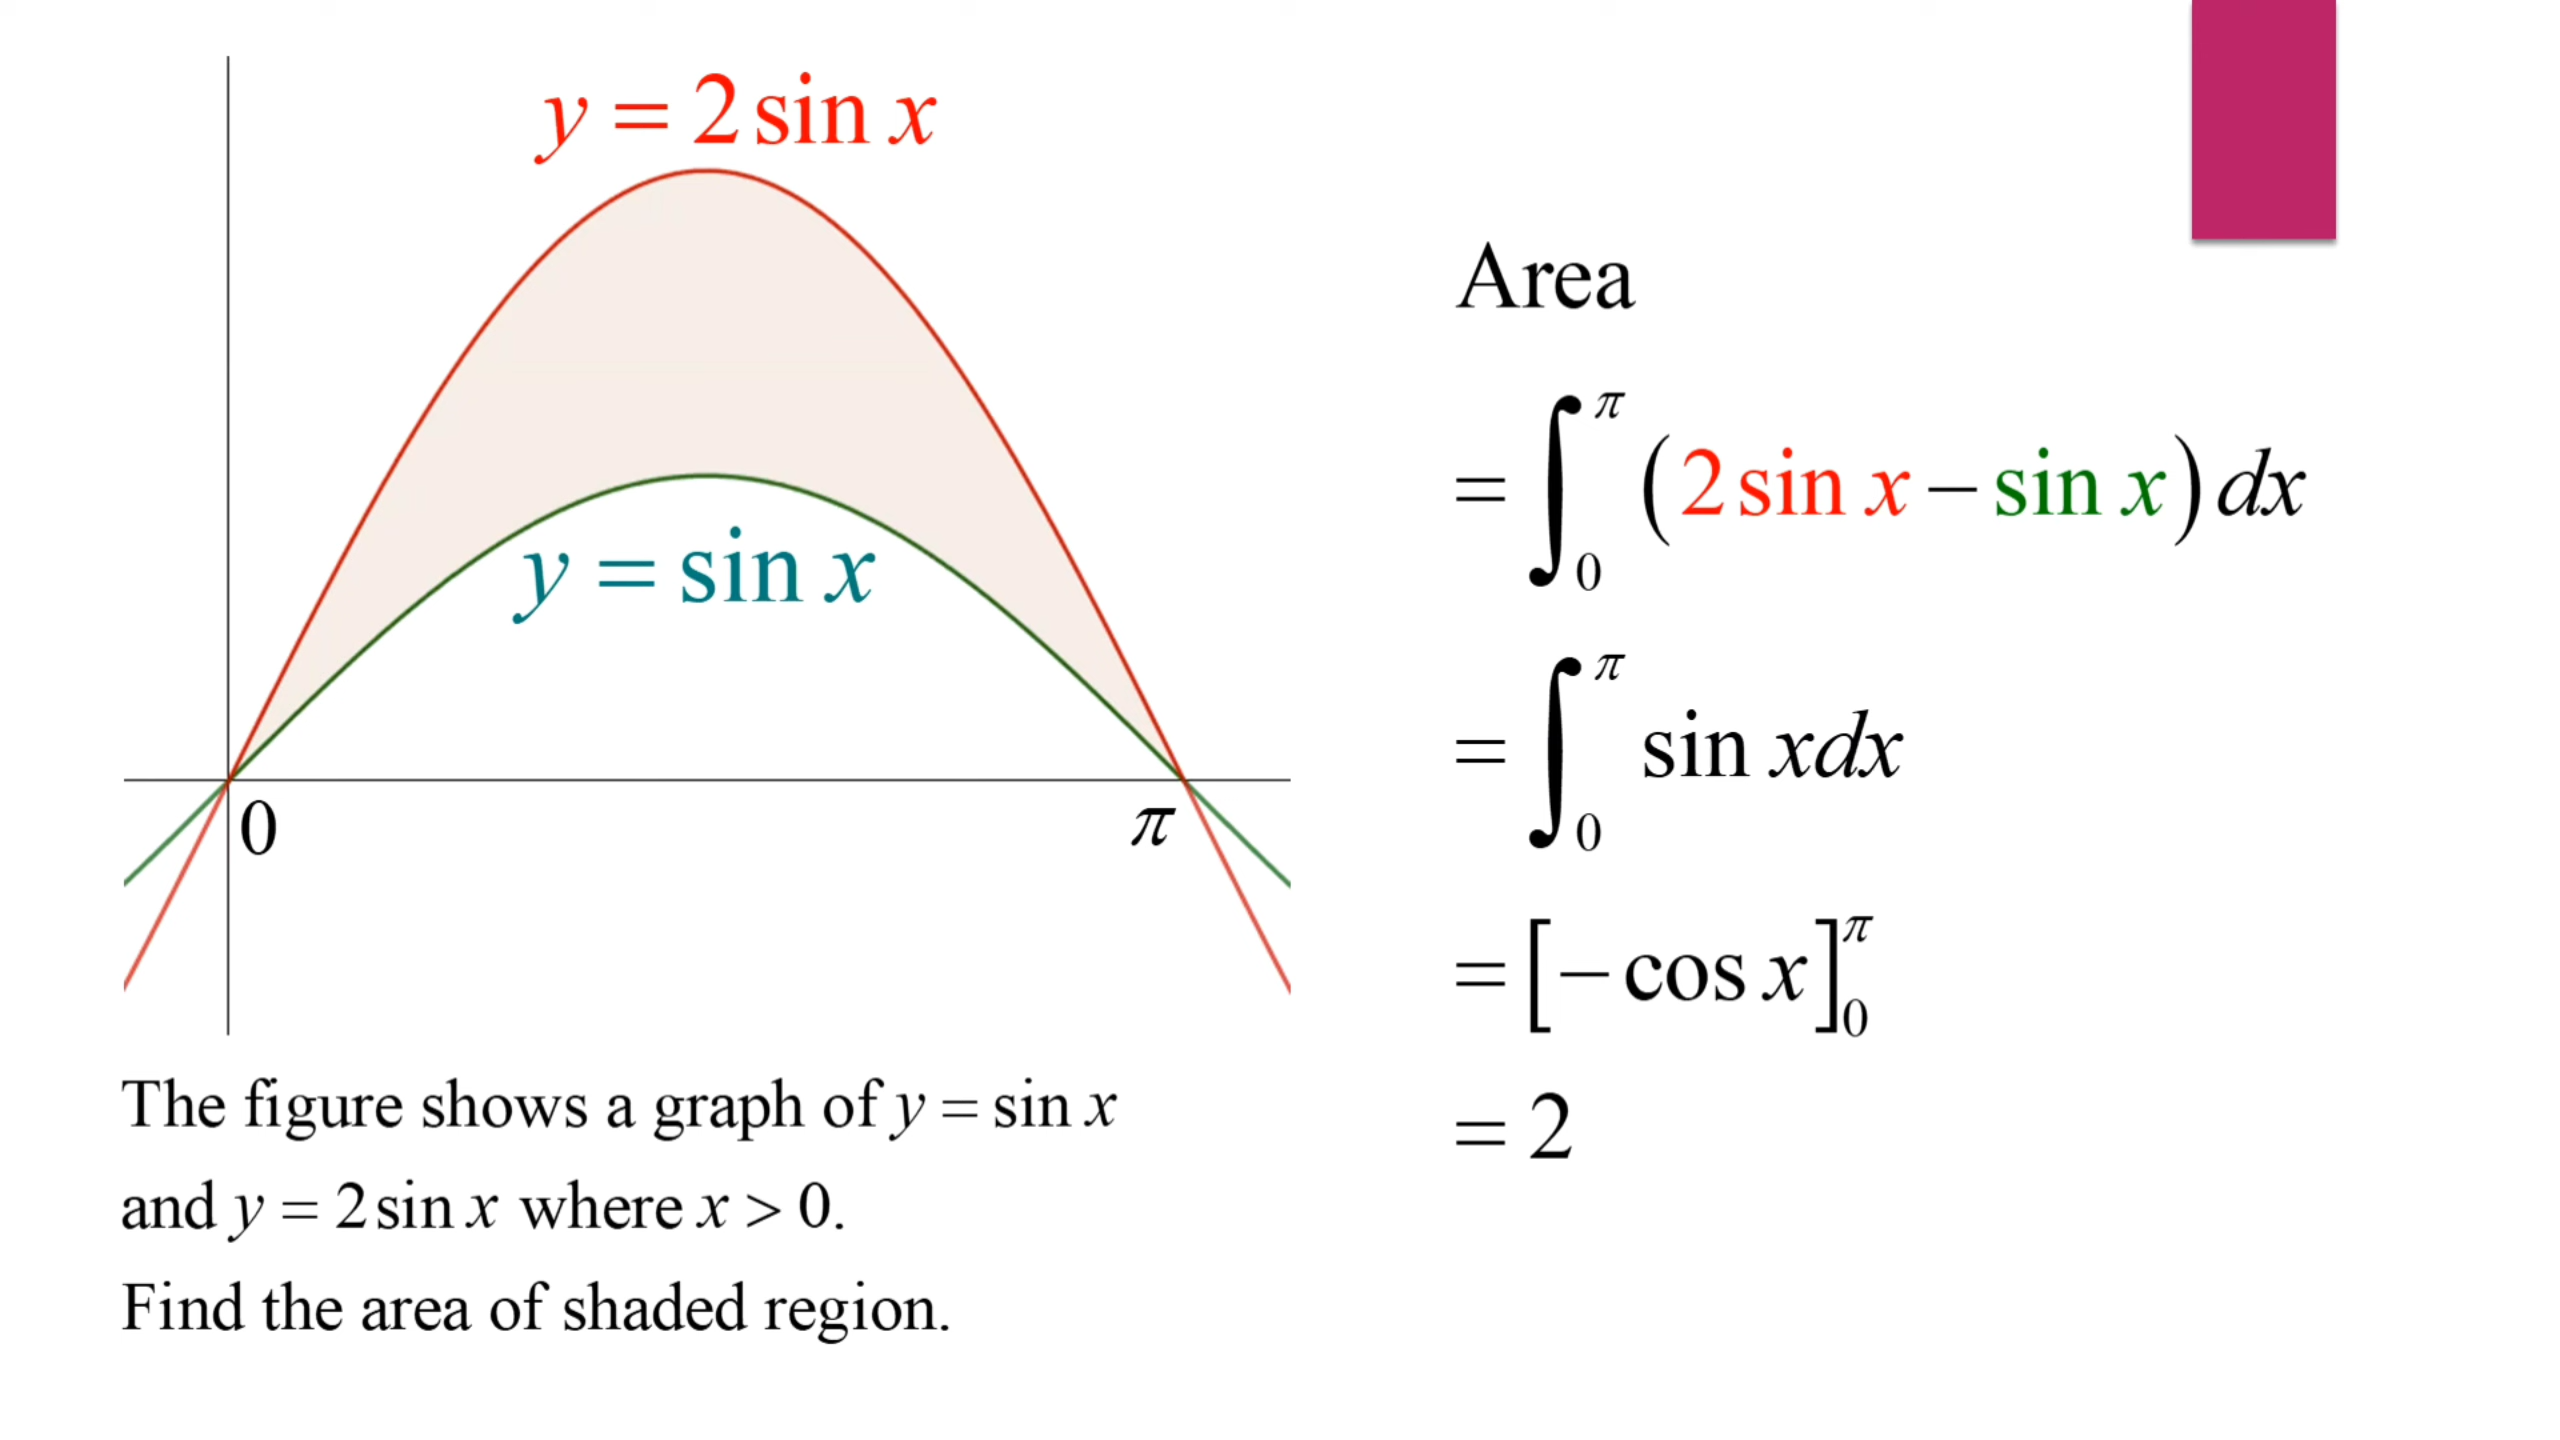 y = 2 sin x
y = sin x
0
π
The figure shows a graph of y = sin x
and y = 2 sin x where x > 0.
Find the area of shaded region.
Area
= ∫₀^π (2 sin x − sin x) dx
= ∫₀^π sin xdx
= [− cos x]₀^π
= 2